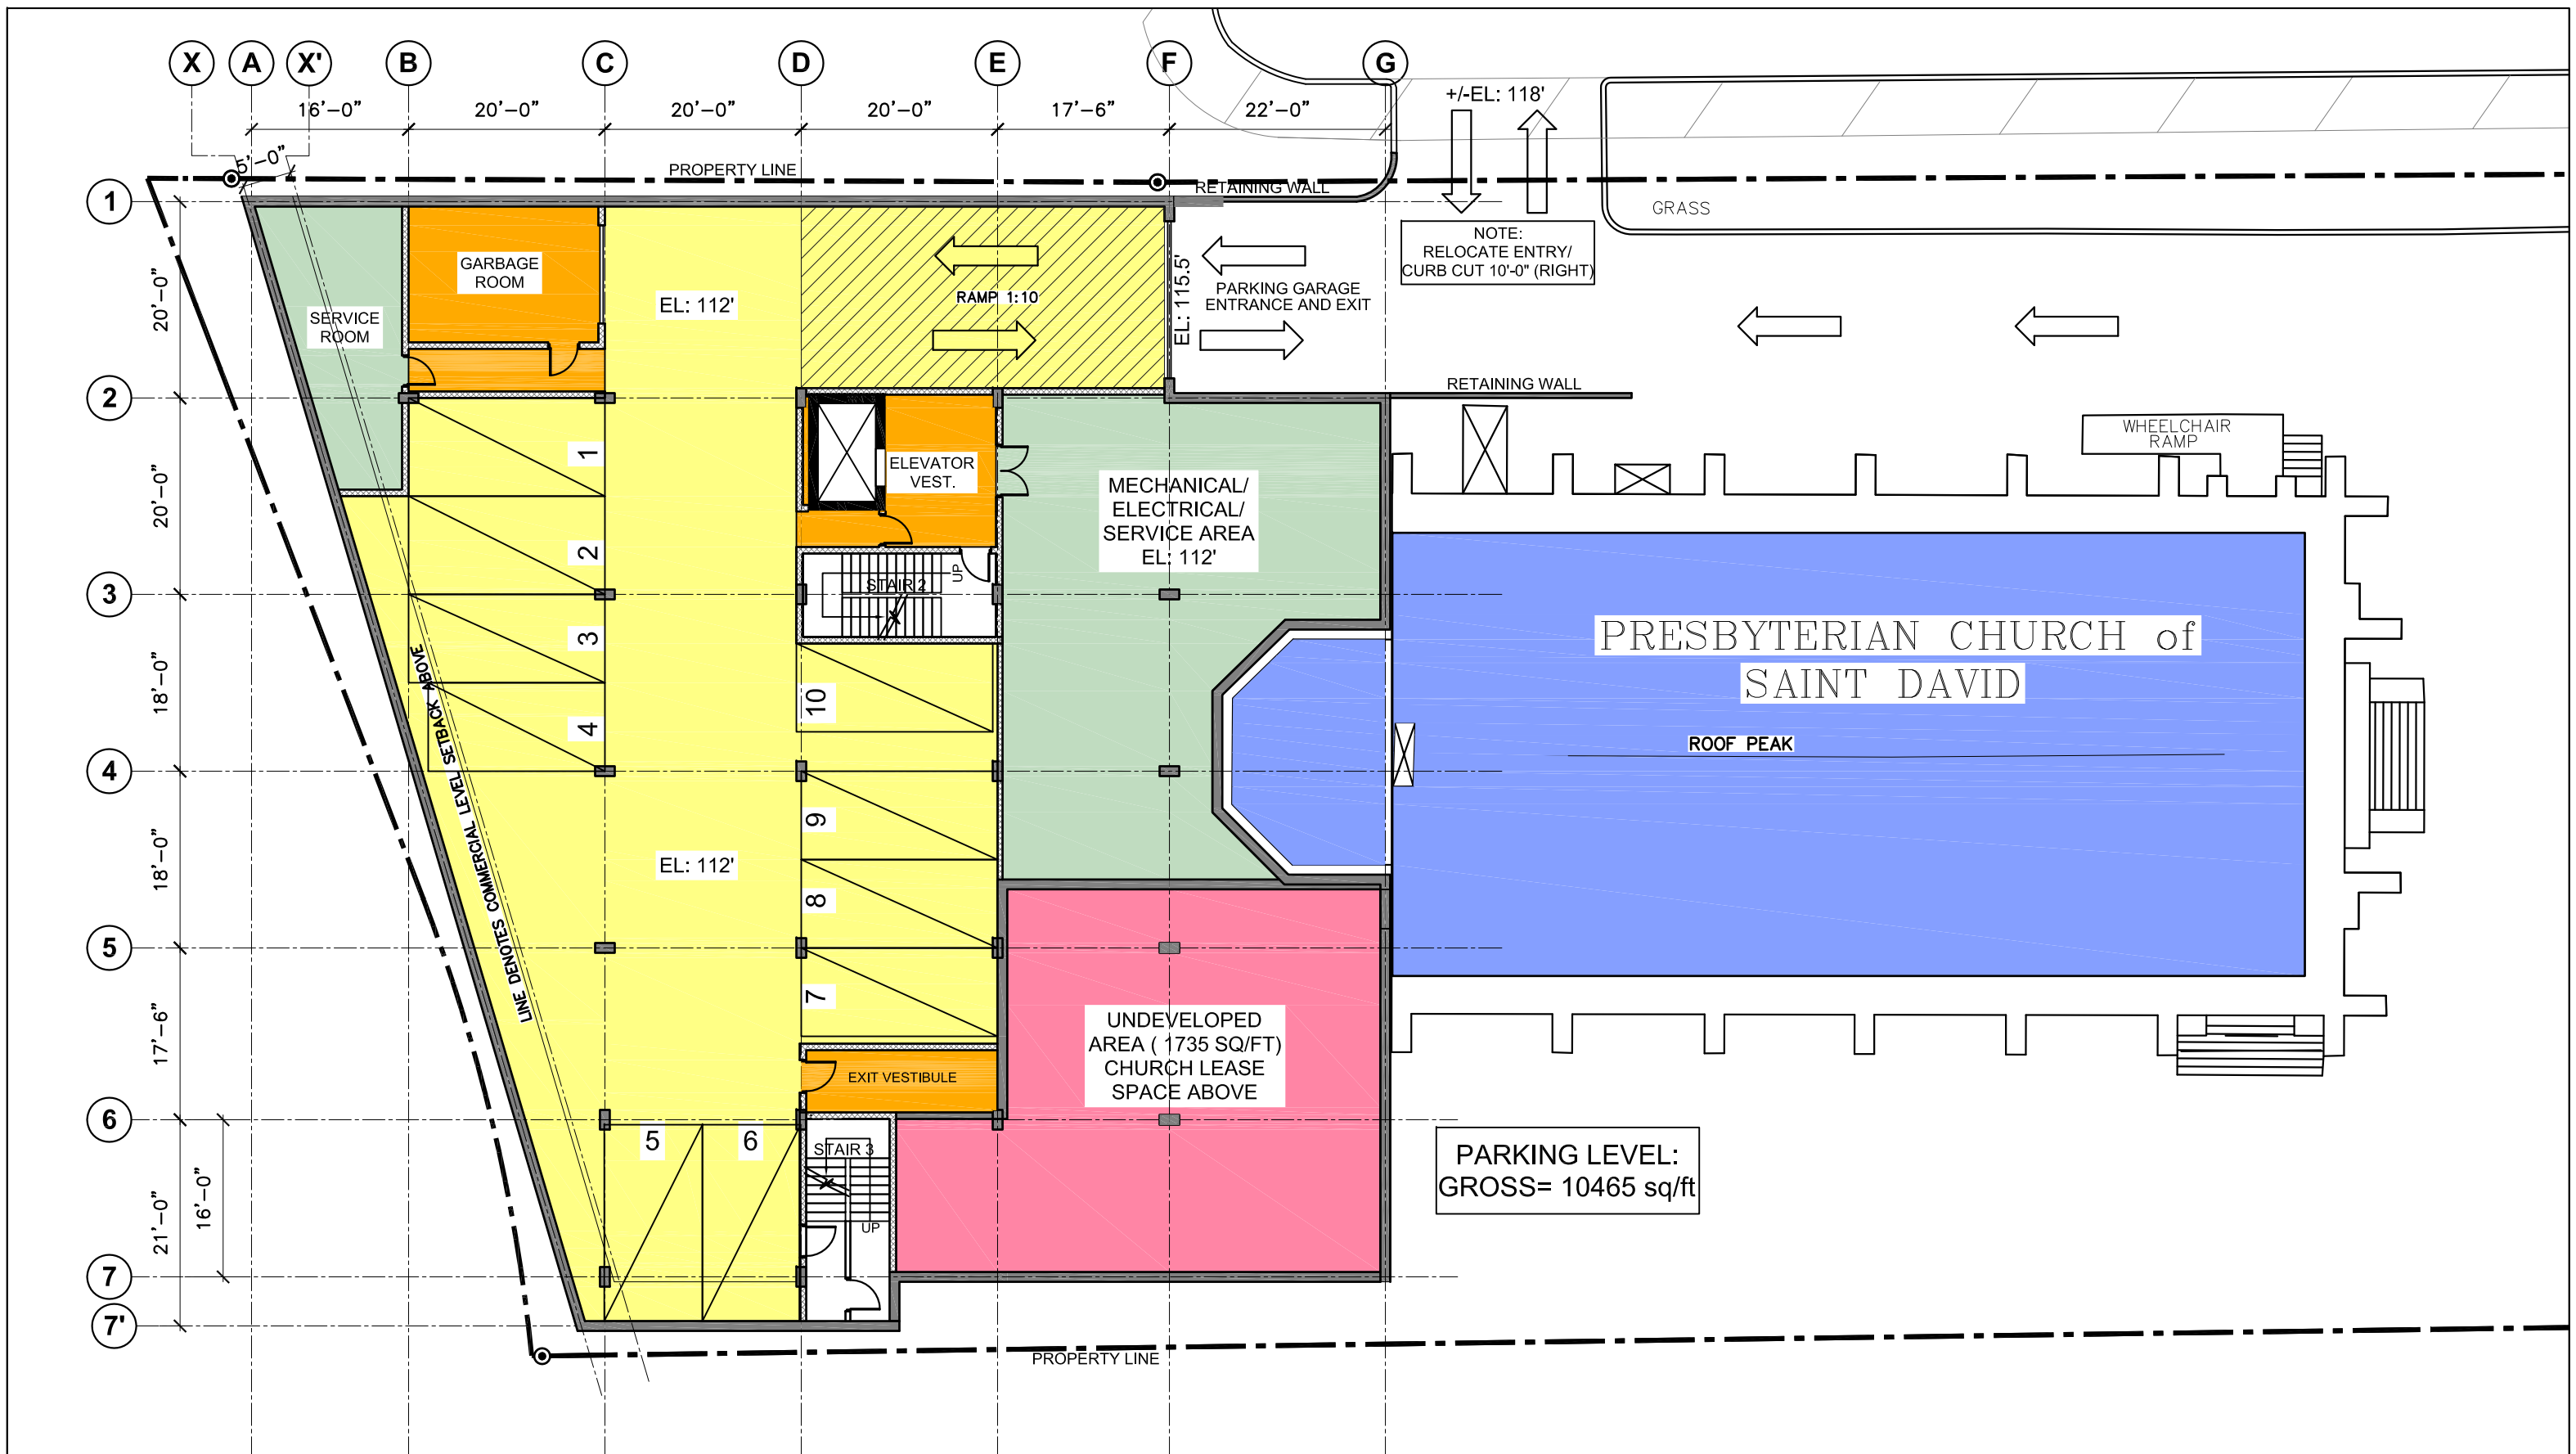 X
A
X'
B
C
D
E
F
G
16'-0"
20'-0"
20'-0"
20'-0"
17'-6"
22'-0"
+/-EL: 118'
5'-0"
PROPERTY LINE
RETAINING WALL
1
GRASS
NOTE:
RELOCATE ENTRY/
CURB CUT 10'-0" (RIGHT)
GARBAGE
ROOM
EL: 112'
RAMP 1:10
EL: 115.5'
PARKING GARAGE
ENTRANCE AND EXIT
20'-0"
SERVICE
ROOM
2
RETAINING WALL
WHEELCHAIR
RAMP
1
ELEVATOR
VEST.
20'-0"
MECHANICAL/
ELECTRICAL/
SERVICE AREA
EL: 112'
2
STAIR 2
UP
3
3
PRESBYTERIAN CHURCH of
SAINT DAVID
18'-0"
4
10
ROOF PEAK
4
LINE DENOTES COMMERCIAL LEVEL SETBACK ABOVE
18'-0"
9
EL: 112'
8
5
7
17'-6"
UNDEVELOPED
AREA ( 1735 SQ/FT)
CHURCH LEASE
SPACE ABOVE
EXIT VESTIBULE
6
5
6
STAIR 3
UP
PARKING LEVEL:
GROSS= 10465 sq/ft
16'-0"
21'-0"
7
7'
PROPERTY LINE